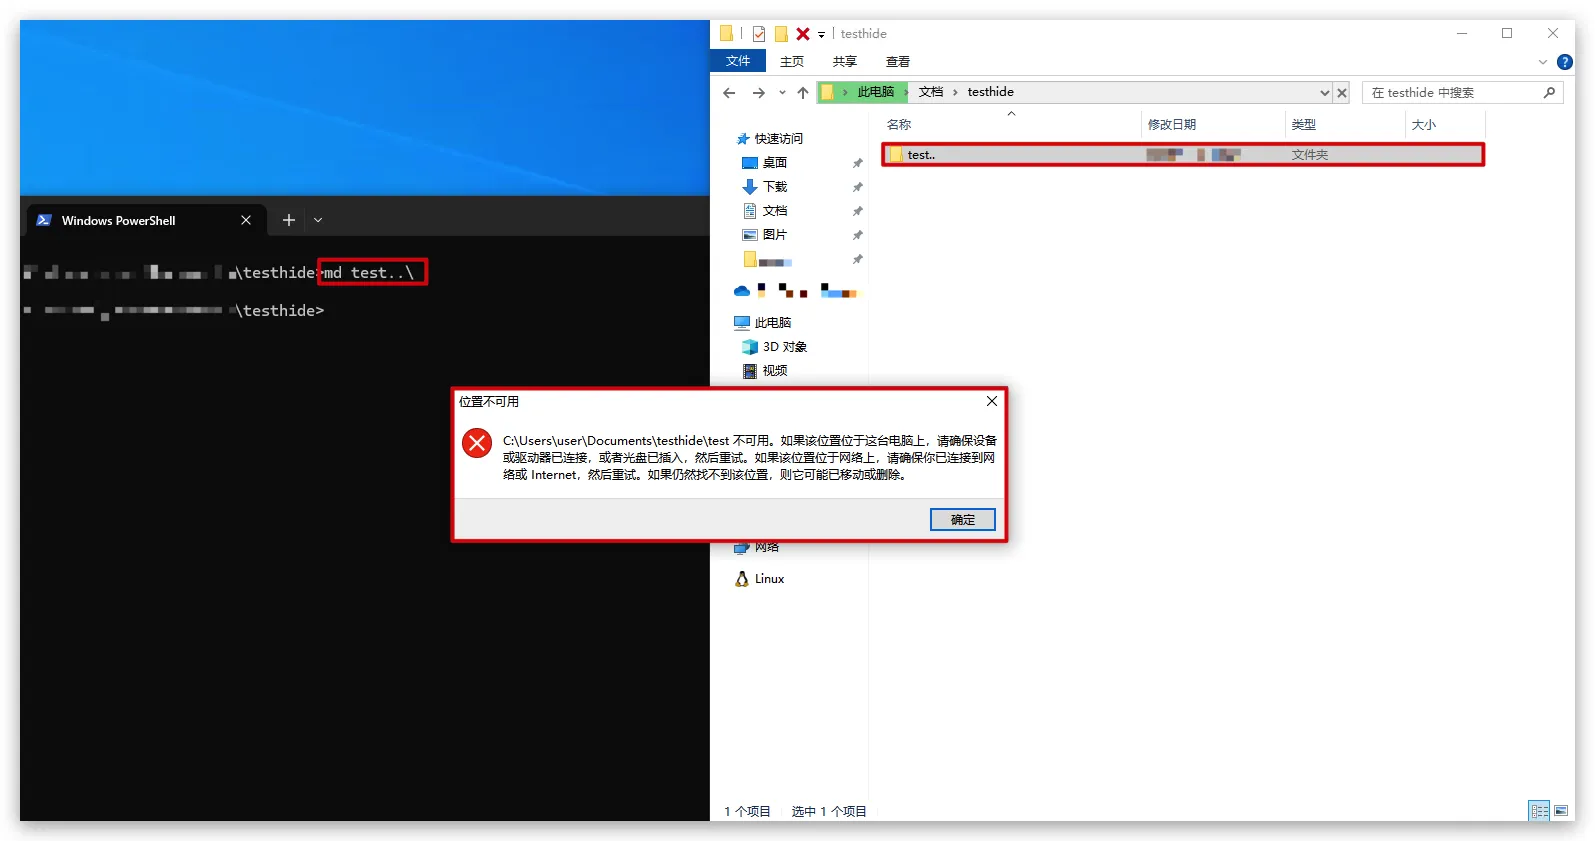 Windows PowerShell
\testhide>md test..\
\testhide>
testhide
文件 主页 共享 查看
此电脑 文档 testhide
在 testhide 中搜索
名称 修改日期 类型 大小
test.. 文件夹
快速访问
桌面
下载
文档
图片
此电脑
3D 对象
视频
位置不可用
C:\Users\user\Documents\testhide\test 不可用。如果该位置位于这台电脑上，请确保设备
或驱动器已连接，或者光盘已插入，然后重试。如果该位置位于网络上，请确保你已连接到网
络或 Internet，然后重试。如果仍然找不到该位置，则它可能已移动或删除。
确定
网络
Linux
1 个项目 选中 1 个项目